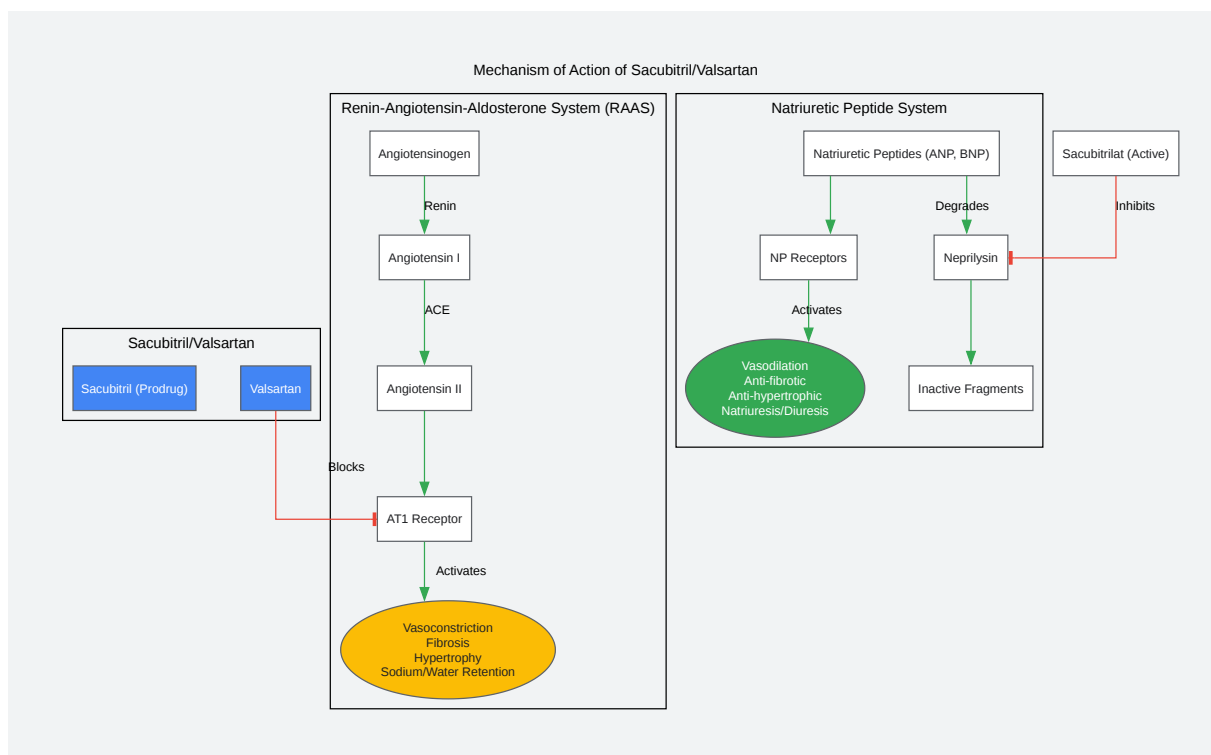 Mechanism of Action of Sacubitril/Valsartan
Renin-Angiotensin-Aldosterone System (RAAS)
Angiotensinogen
Renin
Angiotensin I
ACE
Angiotensin II
AT1 Receptor
Activates
Vasoconstriction
Fibrosis
Hypertrophy
Sodium/Water Retention
Natriuretic Peptide System
Natriuretic Peptides (ANP, BNP)
Degrades
NP Receptors
Neprilysin
Activates
Vasodilation
Anti-fibrotic
Anti-hypertrophic
Natriuresis/Diuresis
Inactive Fragments
Sacubitrilat (Active)
Inhibits
Sacubitril/Valsartan
Sacubitril (Prodrug)
Valsartan
Blocks